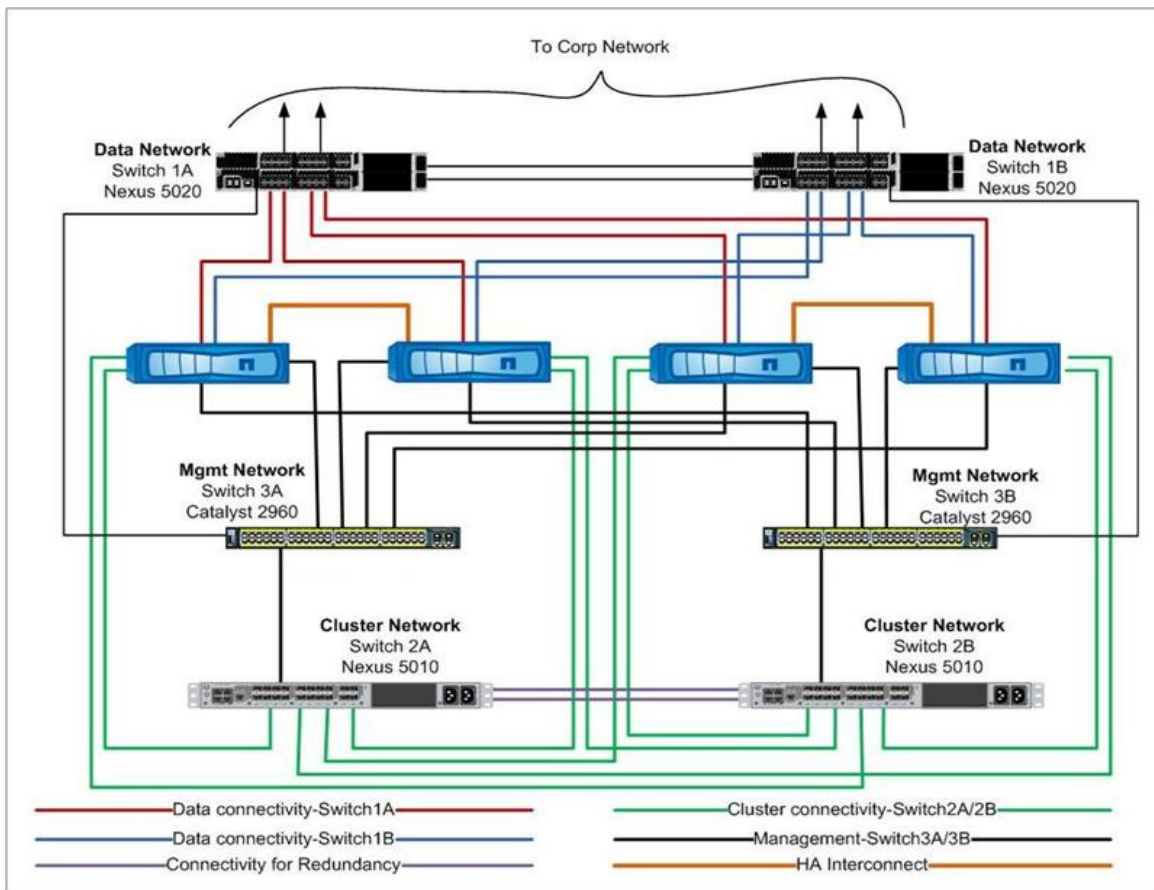 To Corp Network
Data Network
Switch 1A
Nexus 5020
Data Network
Switch 1B
Nexus 5020
Mgmt Network
Switch 3A
Catalyst 2960
Mgmt Network
Switch 3B
Catalyst 2960
Cluster Network
Switch 2A
Nexus 5010
Cluster Network
Switch 2B
Nexus 5010
Data connectivity-Switch1A
Data connectivity-Switch1B
Connectivity for Redundancy
Cluster connectivity-Switch2A/2B
Management-Switch3A/3B
HA Interconnect